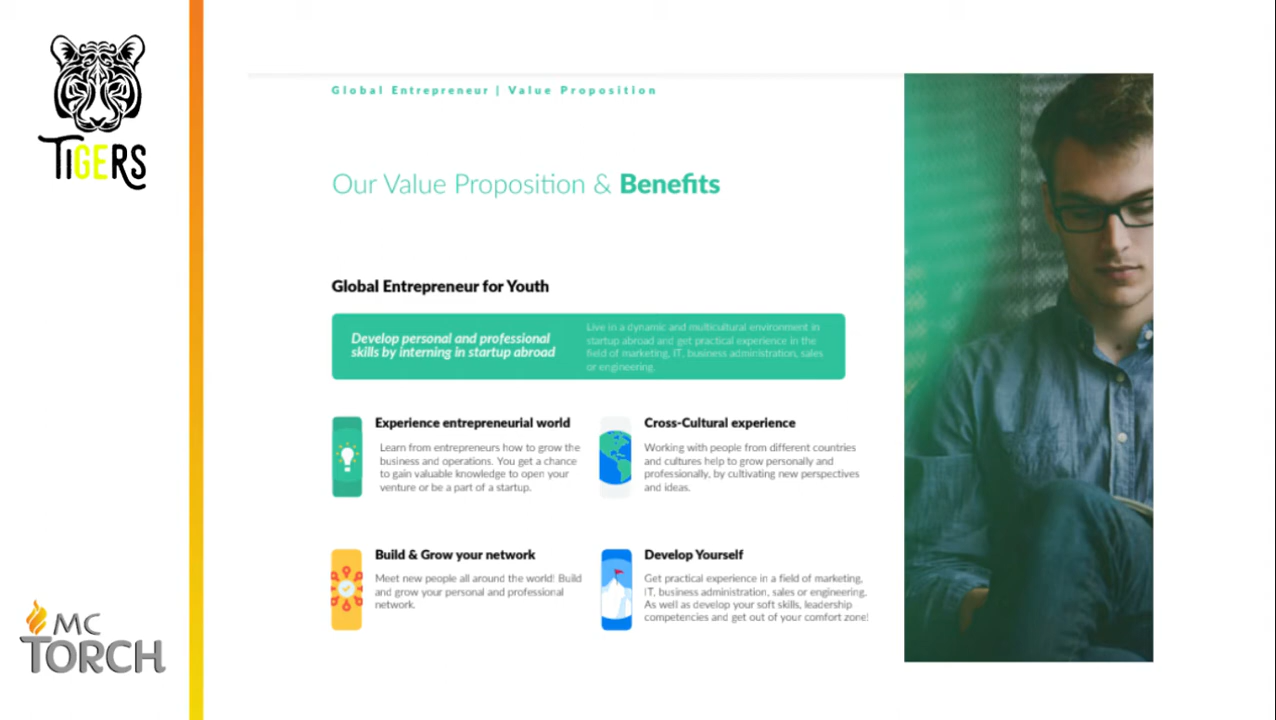 TIGERS
Global Entrepreneur | Value Proposition
Our Value Proposition & Benefits
Global Entrepreneur for Youth
Develop personal and professional
skills by interning in startup abroad
Live in a dynamic and multicultural environment in
startup abroad and get practical experience in the
field of marketing, IT, business administration, sales
or engineering.
Experience entrepreneurial world
Learn from entrepreneurs how to grow the
business and operations. You get a chance
to gain valuable knowledge to open your
venture or be a part of a startup.
Cross-Cultural experience
Working with people from different countries
and cultures help to grow personally and
professionally, by cultivating new perspectives
and ideas.
Build & Grow your network
Meet new people all around the world! Build
and grow your personal and professional
network.
Develop Yourself
Get practical experience in a field of marketing,
IT, business administration, sales or engineering.
As well as develop your soft skills, leadership
competencies and get out of your comfort zone!
MC
TORCH